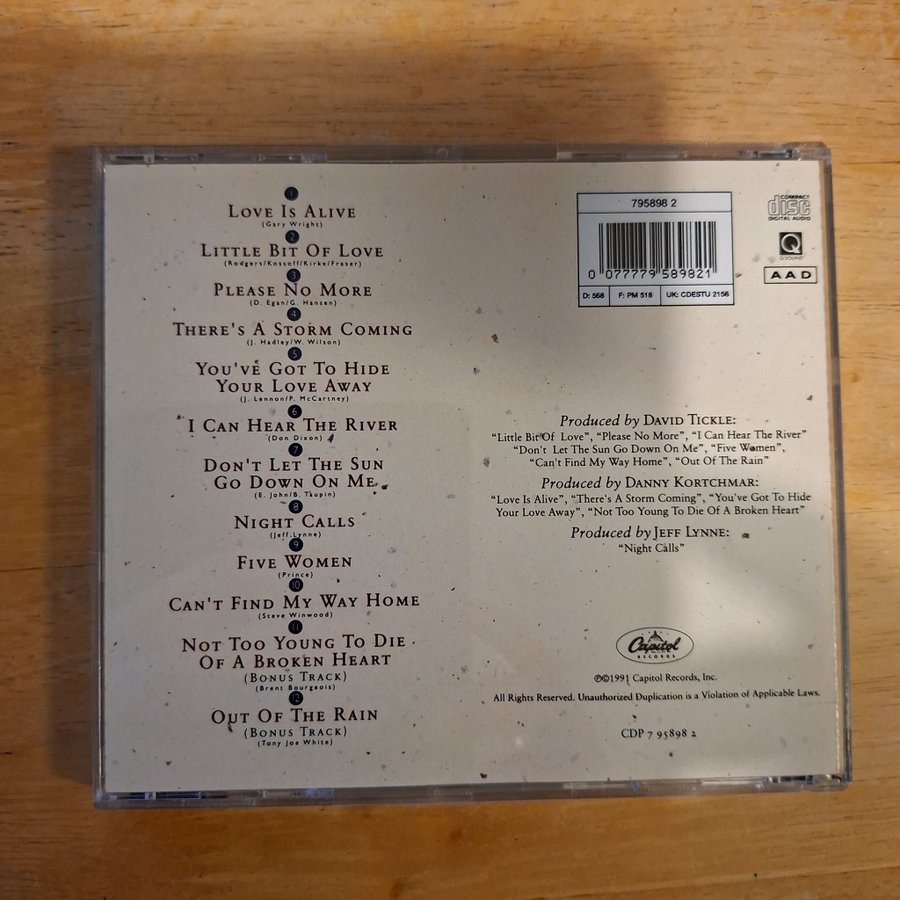 1
LOVE IS ALIVE
(Gary Wright)
2
LITTLE BIT OF LOVE
(Rodgers/Kossoff/Kirke/Fraser)
3
PLEASE NO MORE
(D. Egan/G. Hansen)
4
THERE'S A STORM COMING
(J. Hadley/W. Wilson)
5
YOU'VE GOT TO HIDE
YOUR LOVE AWAY
(J. Lennon/P. McCartney)
6
I CAN HEAR THE RIVER
(Don Dixon)
7
DON'T LET THE SUN
GO DOWN ON ME
(E. John/B. Taupin)
8
NIGHT CALLS
(Jeff Lynne)
9
FIVE WOMEN
(Prince)
10
CAN'T FIND MY WAY HOME
(Steve Winwood)
11
NOT TOO YOUNG TO DIE
OF A BROKEN HEART
(BONUS TRACK)
(Brent Bourgeois)
12
OUT OF THE RAIN
(BONUS TRACK)
(Tony Joe White)
795898 2
0 077779 589821
D: 568 F: PM 518 UK: CDESTU 2156
COMPACT
disc
DIGITAL AUDIO
Q
Q SOUND
AAD
Produced by DAVID TICKLE:
"Little Bit Of Love", "Please No More", "I Can Hear The River"
"Don't Let The Sun Go Down On Me", "Five Women",
"Can't Find My Way Home", "Out Of The Rain"
Produced by DANNY KORTCHMAR:
"Love Is Alive", "There's A Storm Coming", "You've Got To Hide
Your Love Away", "Not Too Young To Die Of A Broken Heart"
Produced by JEFF LYNNE:
"Night Calls"
Capitol
RECORDS
℗©1991 Capitol Records, Inc.
All Rights Reserved. Unauthorized Duplication is a Violation of Applicable Laws.
CDP 7 95898 2